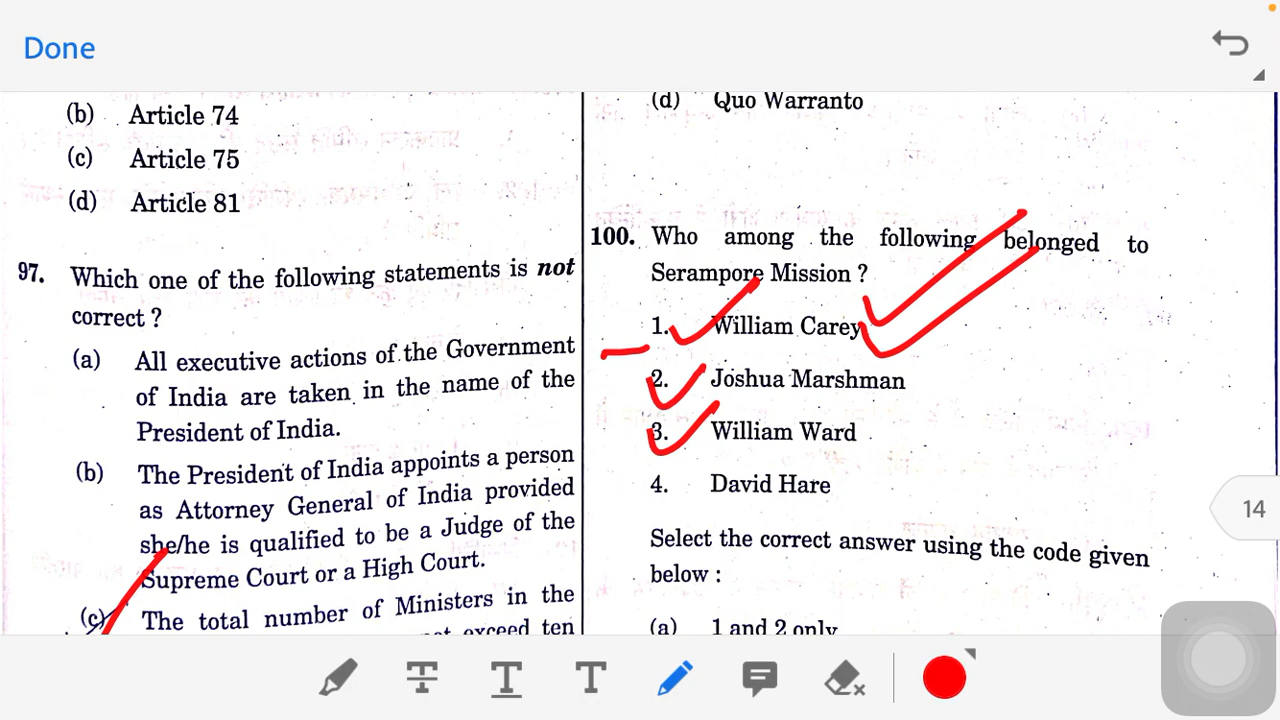 Done
(b) Article 74
(c) Article 75
(d) Article 81
97. Which one of the following statements is not
correct ?
(a) All executive actions of the Government
of India are taken in the name of the
President of India.
(b) The President of India appoints a person
as Attorney General of India provided
she/he is qualified to be a Judge of the
Supreme Court or a High Court.
(c) The total number of Ministers in the
exceed ten
(d) Quo Warranto
100. Who among the following belonged to
Serampore Mission ?
1. William Carey
2. Joshua Marshman
3. William Ward
4. David Hare
Select the correct answer using the code given
below :
(a) 1 and 2 only
14
T T T